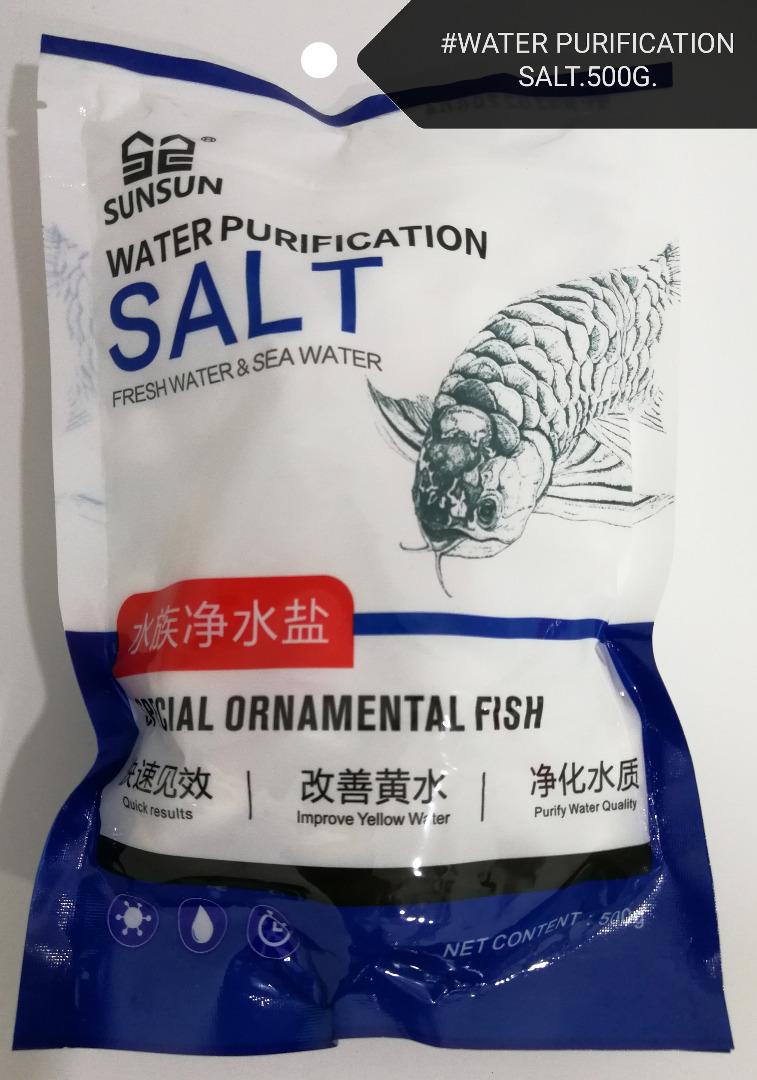 #WATER PURIFICATION
SALT.500G.
SUNSUN
WATER PURIFICATION
SALT
FRESH WATER & SEA WATER
水族净水盐
ORNAMENTAL FISH
快速见效 | 改善黄水 | 净化水质
Quick results Improve Yellow Water Purify Water Quality
NET CONTENT : 500g